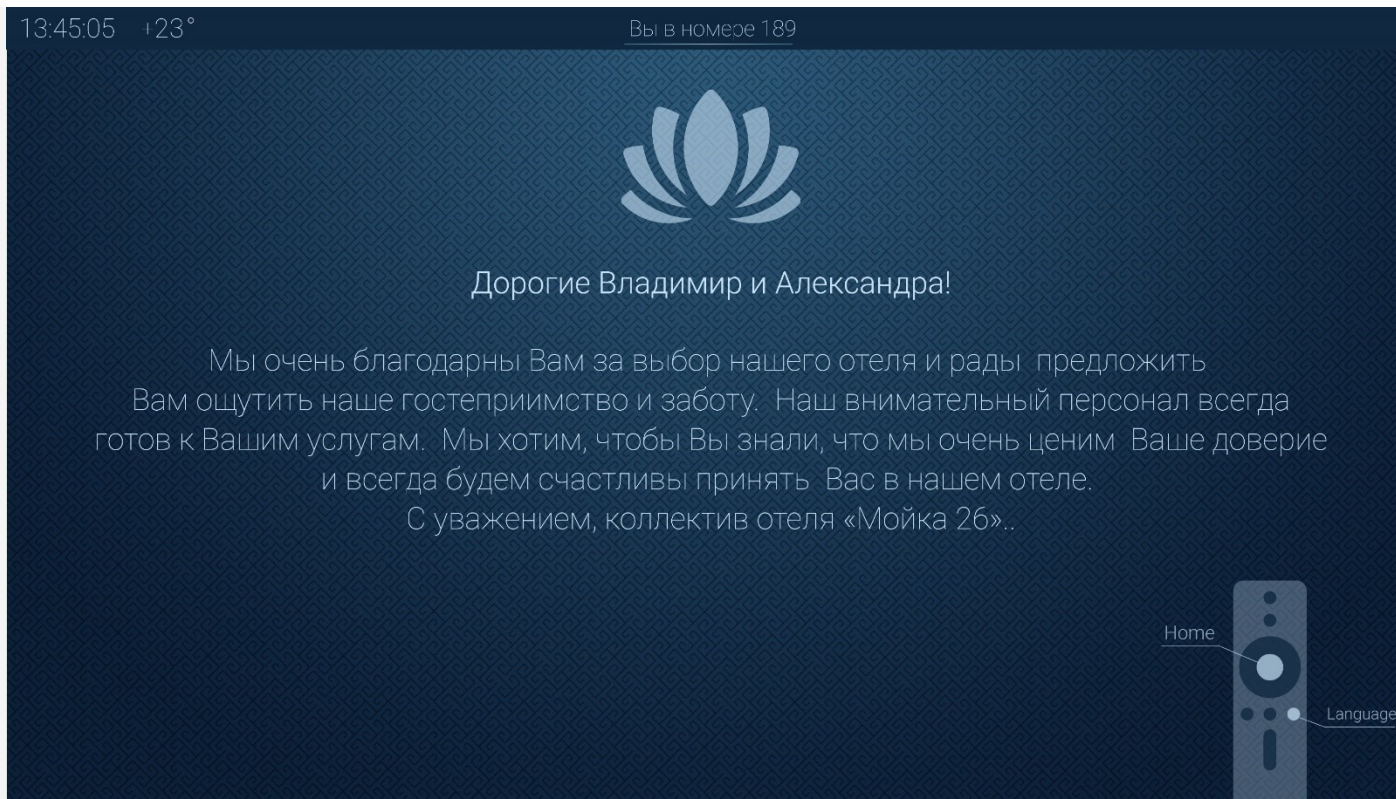 13:45:05 +23° Вы в номере 189
Дорогие Владимир и Александра!
Мы очень благодарны Вам за выбор нашего отеля и рады предложить
Вам ощутить наше гостеприимство и заботу. Наш внимательный персонал всегда
готов к Вашим услугам. Мы хотим, чтобы Вы знали, что мы очень ценим Ваше доверие
и всегда будем счастливы принять Вас в нашем отеле.
С уважением, коллектив отеля «Мойка 26»..
Home
Language